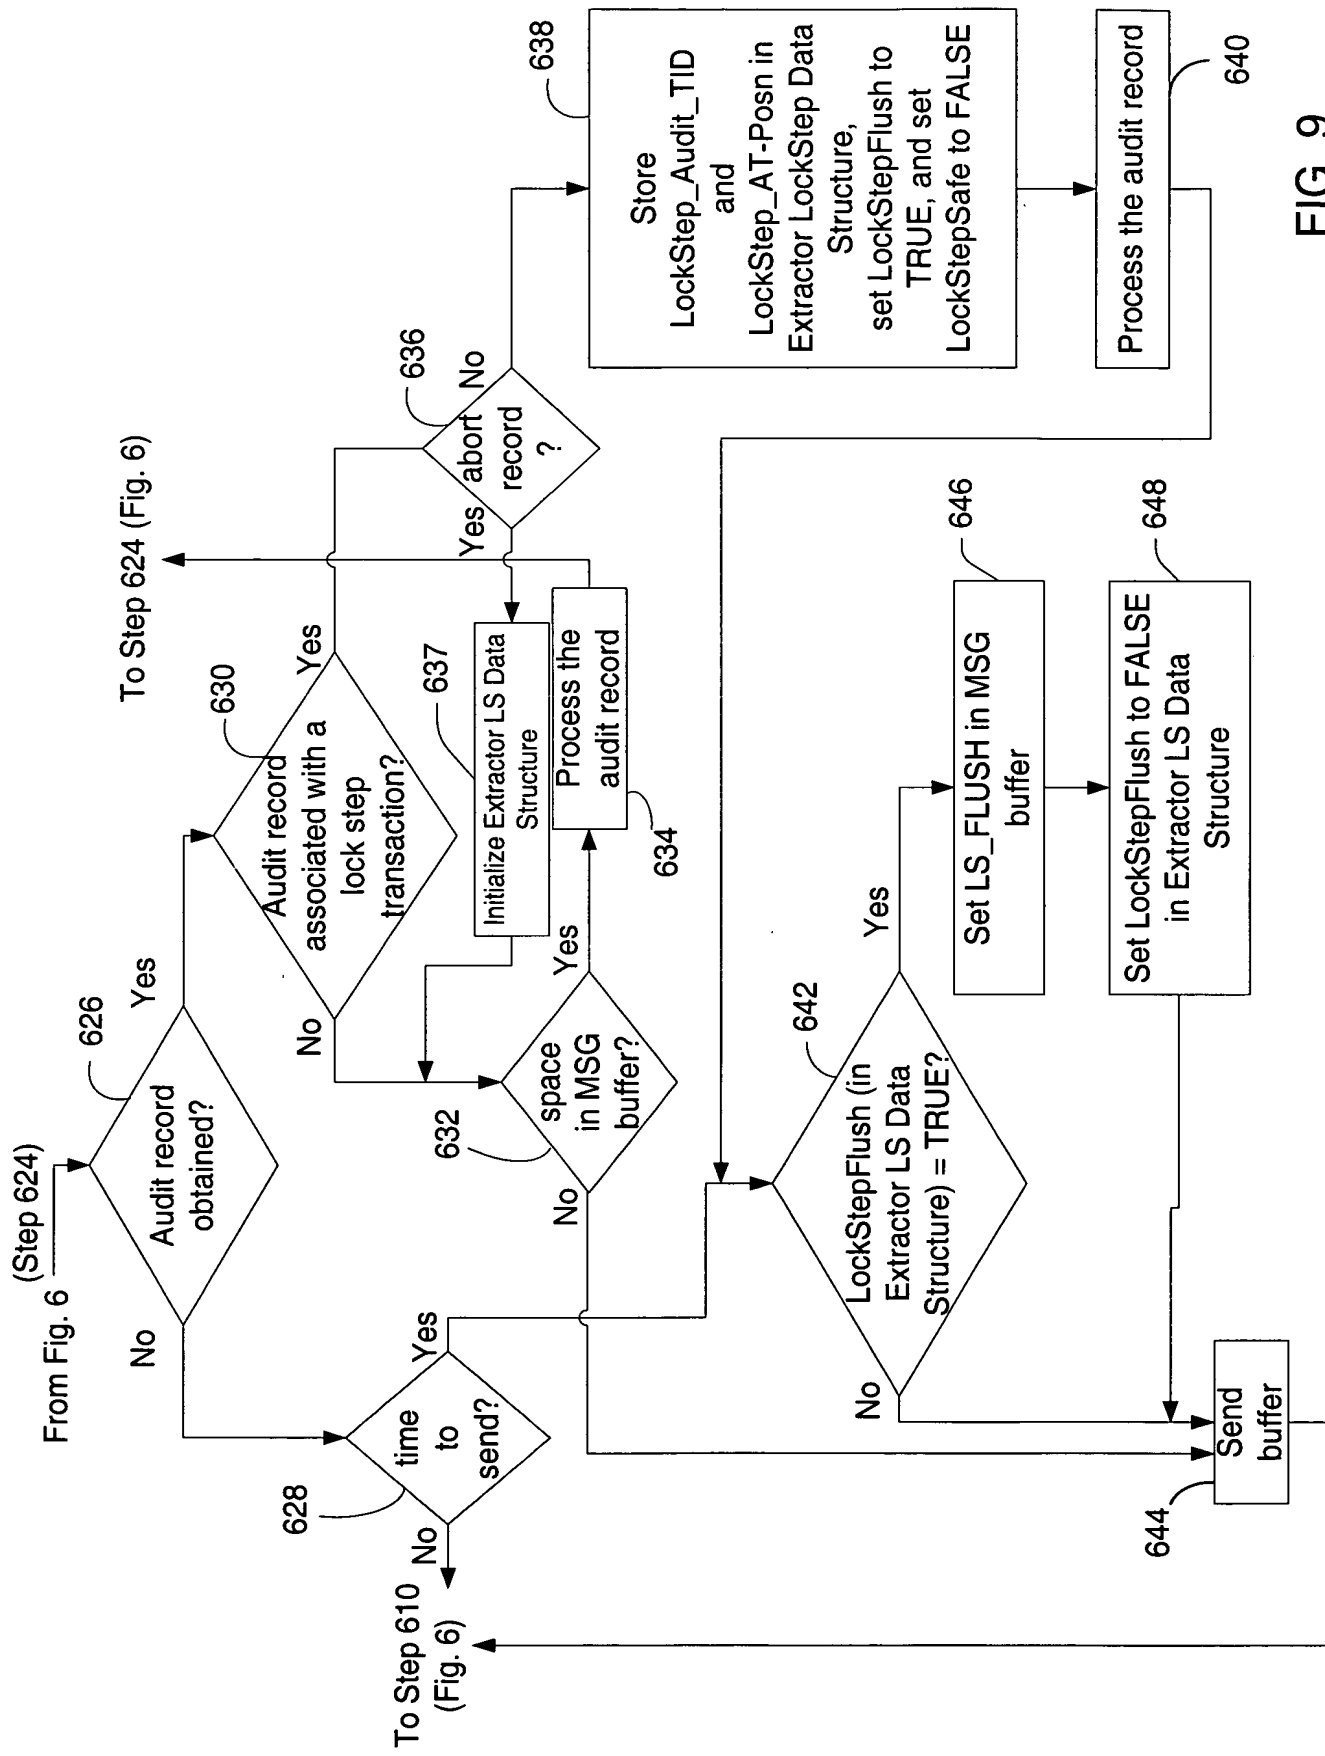 From Fig. 6
(Step 624)
Audit record
obtained?
626
Yes
No
To Step 624 (Fig. 6)
Audit record
associated with a
lock step
transaction?
630
Yes
No
time
to
send?
628
Yes
No
To Step 610
(Fig. 6)
abort
record
?
636
Yes
No
Initialize Extractor LS Data
Structure
637
space
in MSG
buffer?
632
Yes
No
Process the
audit record
634
Store
LockStep_Audit_TID
and
LockStep_AT-Posn in
Extractor LockStep Data
Structure,
set LockStepFlush to
TRUE, and set
LockStepSafe to FALSE
638
Process the audit record
640
LockStepFlush (in
Extractor LS Data
Structure) = TRUE?
642
Yes
No
Set LS_FLUSH in MSG
buffer
646
Set LockStepFlush to FALSE
in Extractor LS Data
Structure
648
Send
buffer
644
FIG. 9